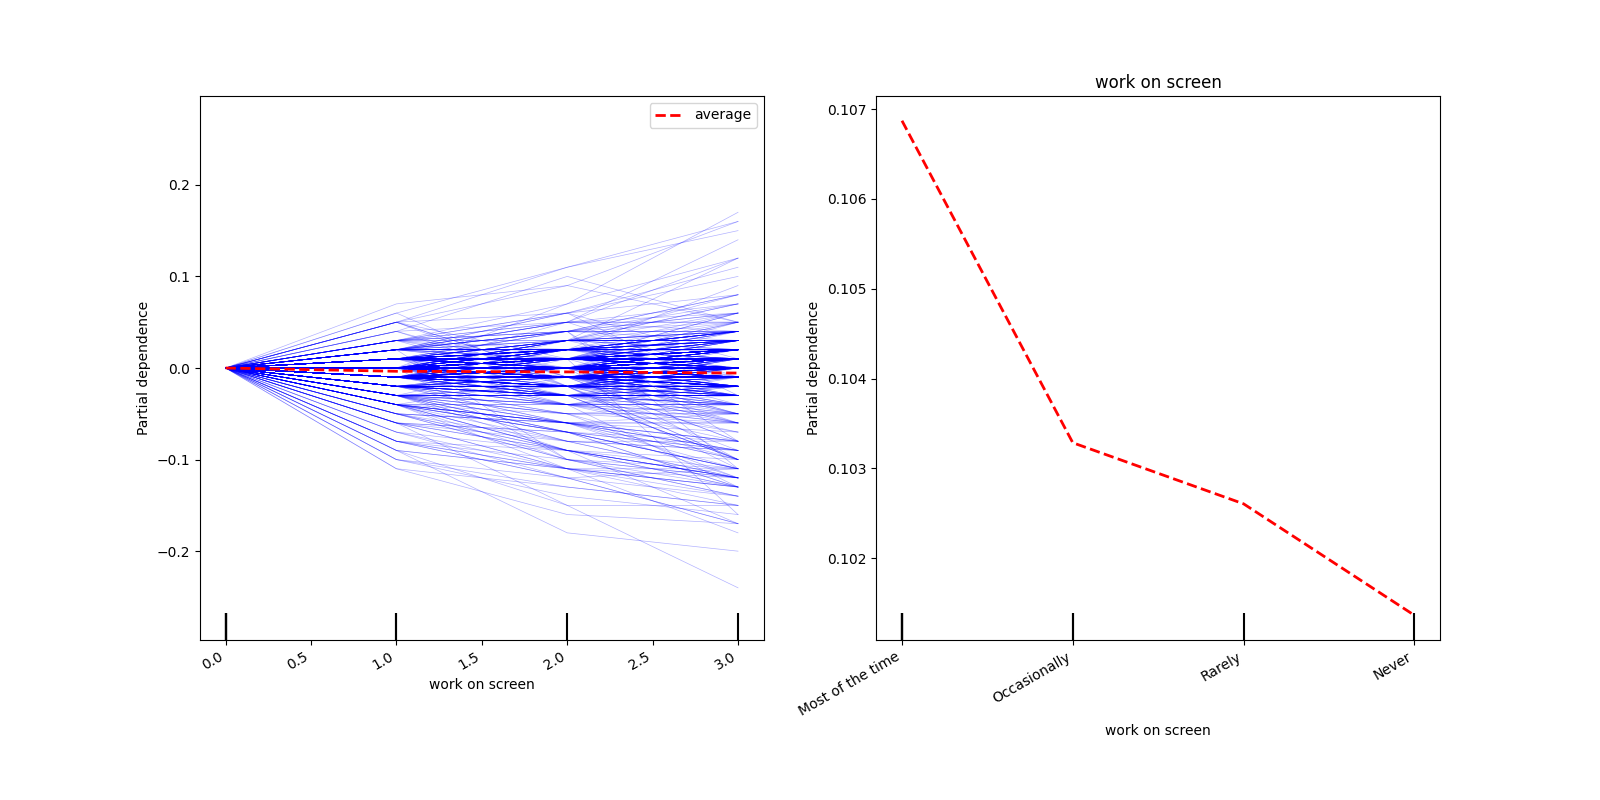 average
0.2
0.1
0.0
−0.1
−0.2
Partial dependence
0.0 0.5 1.0 1.5 2.0 2.5 3.0
work on screen
work on screen
0.107
0.106
0.105
0.104
0.103
0.102
Partial dependence
Most of the time Occasionally Rarely Never
work on screen